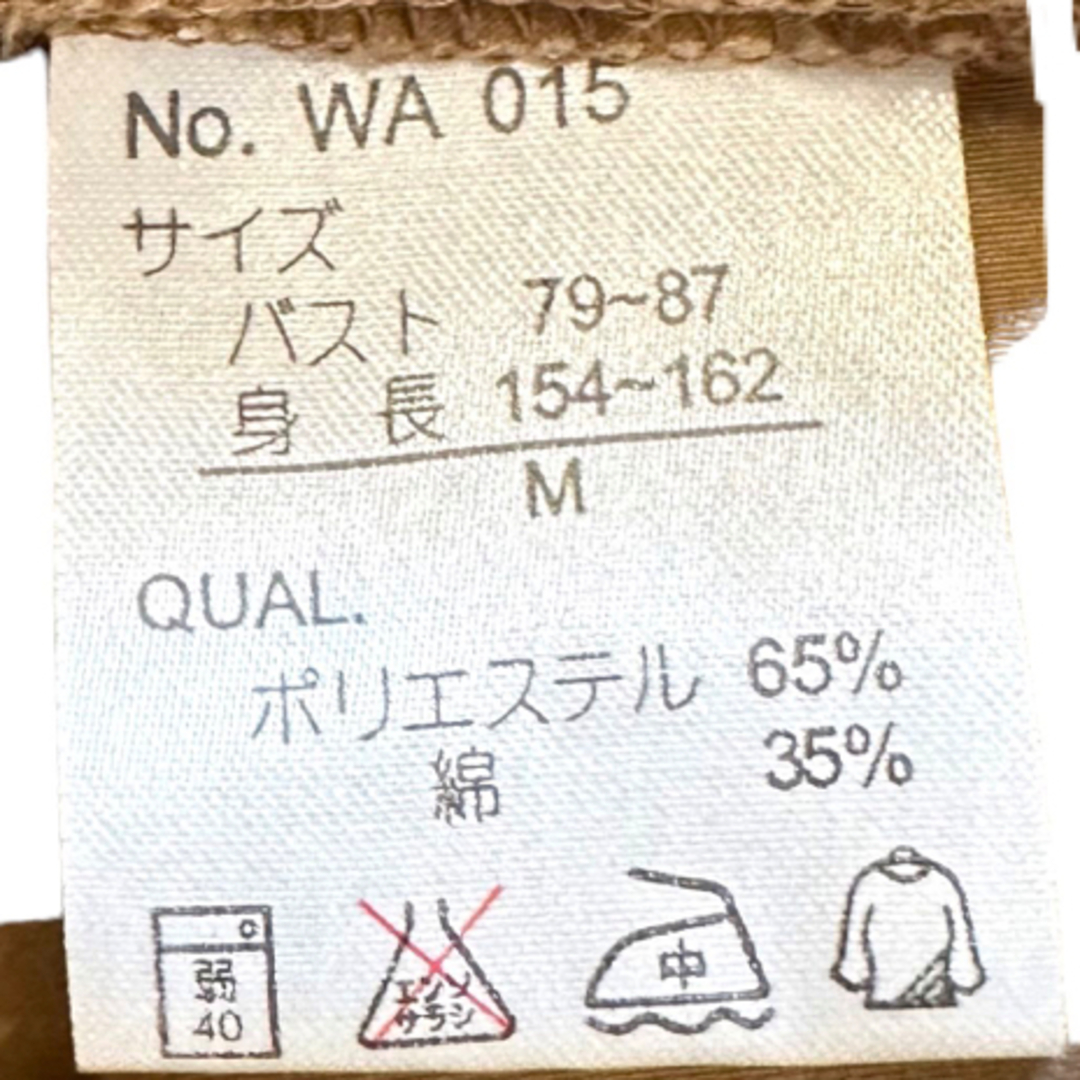 No. WA 015
サイズ
バスト 79~87
身 長 154~162
M
QUAL.
ポリエステル 65%
綿 35%
弱
40
エンソ
サラシ
中